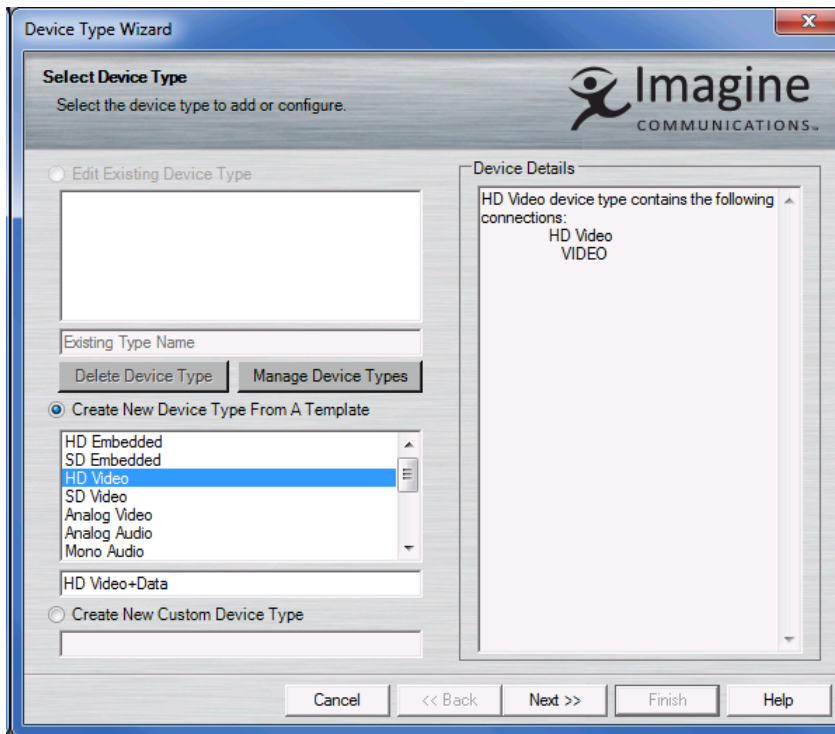 Device Type Wizard
Select Device Type
Select the device type to add or configure.
Imagine
COMMUNICATIONS™
Edit Existing Device Type
Existing Type Name
Delete Device Type
Manage Device Types
Create New Device Type From A Template
HD Embedded
SD Embedded
HD Video
SD Video
Analog Video
Analog Audio
Mono Audio
HD Video+Data
Create New Custom Device Type
Device Details
HD Video device type contains the following
connections:
HD Video
VIDEO
Cancel
<< Back
Next >>
Finish
Help